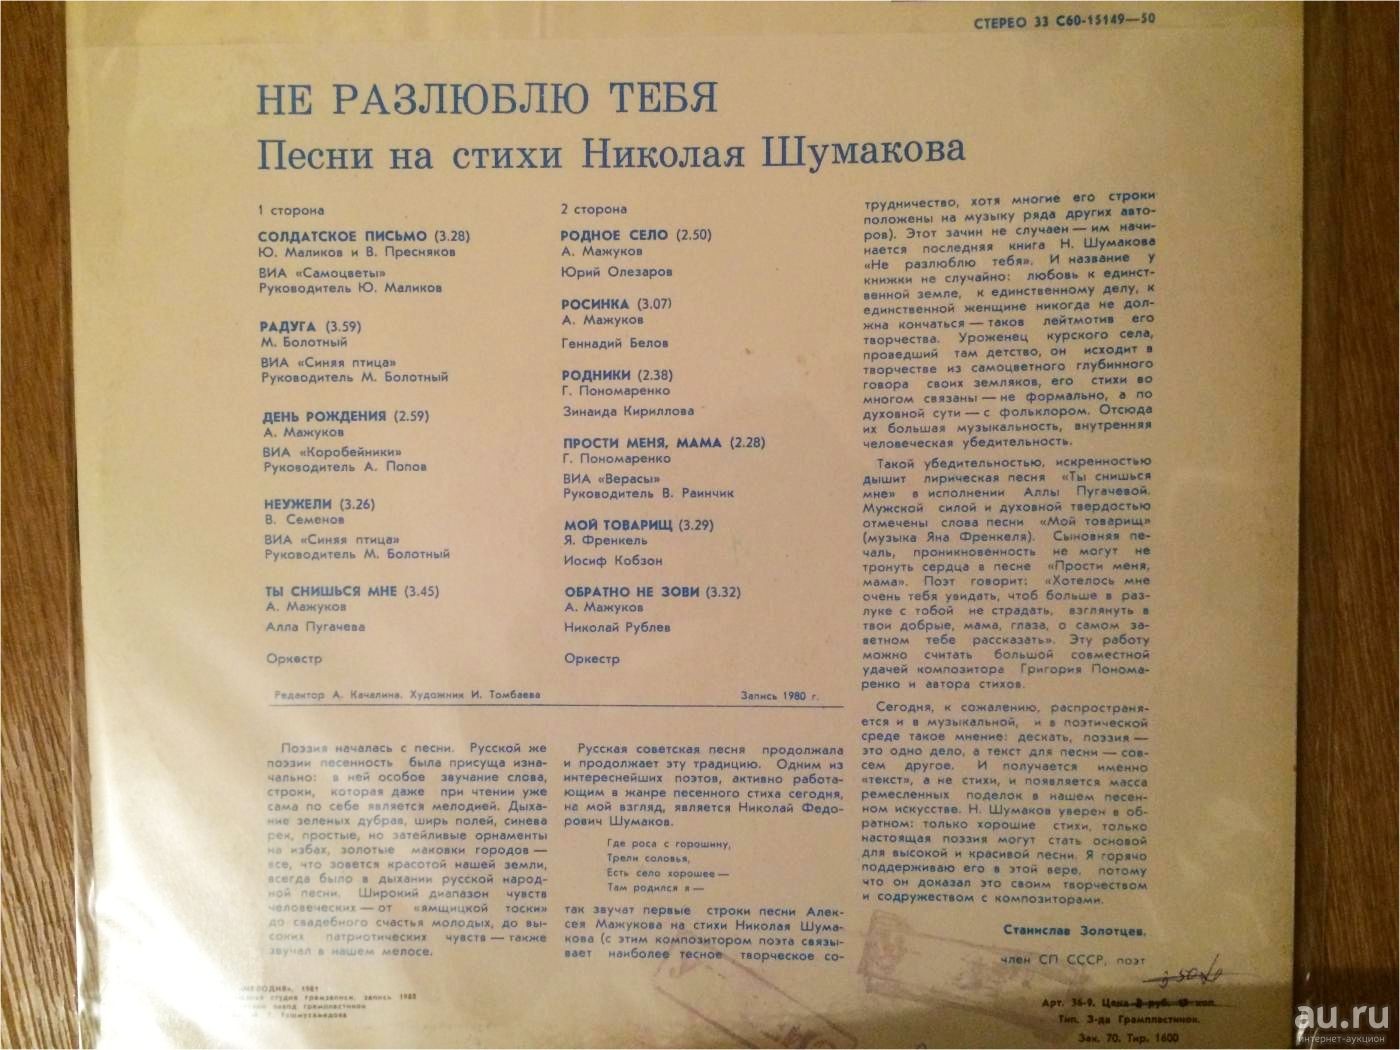 СТЕРЕО 33 С60-15149—50
НЕ РАЗЛЮБЛЮ ТЕБЯ
Песни на стихи Николая Шумакова
1 сторона
СОЛДАТСКОЕ ПИСЬМО (3.28)
Ю. Маликов и В. Пресняков
ВИА «Самоцветы»
Руководитель Ю. Маликов
РАДУГА (3.59)
М. Болотный
ВИА «Синяя птица»
Руководитель М. Болотный
ДЕНЬ РОЖДЕНИЯ (2.59)
А. Мажуков
ВИА «Коробейники»
Руководитель А. Попов
НЕУЖЕЛИ (3.26)
В. Семенов
ВИА «Синяя птица»
Руководитель М. Болотный
ТЫ СНИШЬСЯ МНЕ (3.45)
А. Мажуков
Алла Пугачева
Оркестр
2 сторона
РОДНОЕ СЕЛО (2.50)
А. Мажуков
Юрий Олезаров
РОСИНКА (3.07)
А. Мажуков
Геннадий Белов
РОДНИКИ (2.38)
Г. Пономаренко
Зинаида Кириллова
ПРОСТИ МЕНЯ, МАМА (2.28)
Г. Пономаренко
ВИА «Верасы»
Руководитель В. Раинчик
МОЙ ТОВАРИЩ (3.29)
Я. Френкель
Иосиф Кобзон
ОБРАТНО НЕ ЗОВИ (3.32)
А. Мажуков
Николай Рублев
Оркестр
Редактор А. Качалина. Художник И. Томбаева
Запись 1980 г.
Поэзия началась с песни. Русской же
поэзии песенность была присуща изна-
чально: в ней особое звучание слова,
строки, которая даже при чтении уже
сама по себе является мелодией. Дыха-
ние зеленых дубрав, ширь полей, синева
рек, простые, но затейливые орнаменты
на избах, золотые маковки городов —
все, что зовется красотой нашей земли,
всегда было в дыхании русской народ-
ной песни. Широкий диапазон чувств
человеческих — от «ямщицкой тоски»
до свадебного счастья молодых, до вы-
соких патриотических чувств — также
звучал в нашем мелосе.
Русская советская песня продолжала
и продолжает эту традицию. Одним из
интереснейших поэтов, активно работа-
ющим в жанре песенного стиха сегодня,
на мой взгляд, является Николай Федо-
рович Шумаков.
Где роса с горошину,
Трели соловья,
Есть село хорошее —
Там родился я —
так звучат первые строки песни Алек-
сея Мажукова на стихи Николая Шума-
кова (с этим композитором поэта связы-
вает наиболее тесное творческое со-
трудничество, хотя многие его строки
положены на музыку ряда других авто-
ров). Этот зачин не случаен — им начи-
нается последняя книга Н. Шумакова
«Не разлюблю тебя». И название у
книжки не случайно: любовь к единст-
венной земле, к единственному делу, к
единственной женщине никогда не дол-
жна кончаться — таков лейтмотив его
творчества. Уроженец курского села,
проведший там детство, он исходит в
творчестве из самоцветного глубинного
говора своих земляков, его стихи во
многом связаны — не формально, а по
духовной сути — с фольклором. Отсюда
их большая музыкальность, внутренняя
человеческая убедительность.
Такой убедительностью, искренностью
дышит лирическая песня «Ты снишься
мне» в исполнении Аллы Пугачевой.
Мужской силой и духовной твердостью
отмечены слова песни «Мой товарищ»
(музыка Яна Френкеля). Сыновняя пе-
чаль, проникновенность не могут не
тронуть сердца в песне «Прости меня,
мама». Поэт говорит: «Хотелось мне
очень тебя увидать, чтоб больше в раз-
луке с тобой не страдать, взглянуть в
твои добрые, мама, глаза, о самом за-
ветном тебе рассказать». Эту работу
можно считать большой совместной
удачей композитора Григория Понома-
ренко и автора стихов.
Сегодня, к сожалению, распространя-
ется и в музыкальной, и в поэтической
среде такое мнение: дескать, поэзия —
это одно дело, а текст для песни — сов-
сем другое. И получается именно
«текст», а не стихи, и появляется масса
ремесленных поделок в нашем песен-
ном искусстве. Н. Шумаков уверен в об-
ратном: только хорошие стихи, только
настоящая поэзия могут стать основой
для высокой и красивой песни. Я горячо
поддерживаю его в этой вере, потому
что он доказал это своим творчеством
и содружеством с композиторами.
Станислав Золотцев,
член СП СССР, поэт
«МЕЛОДИЯ», 1981
студия грамзаписи, запись 1980
завод грампластинок
Ташмухамедова
Арт. 36-9. Цена руб. коп.
Тип. З-да Грампластинок.
Зак. 70. Тир. 1600
au.ru
интернет-аукцион